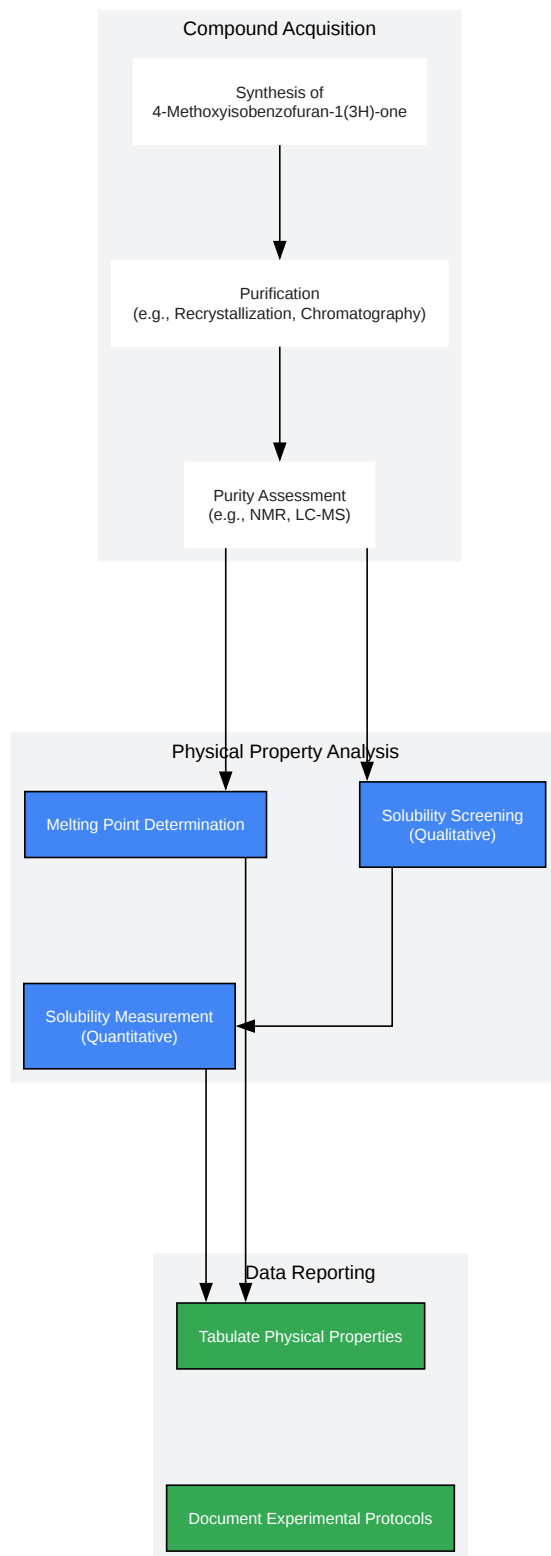 Compound Acquisition
Synthesis of
4-Methoxyisobenzofuran-1(3H)-one
Purification
(e.g., Recrystallization, Chromatography)
Purity Assessment
(e.g., NMR, LC-MS)
Physical Property Analysis
Melting Point Determination
Solubility Screening
(Qualitative)
Solubility Measurement
(Quantitative)
Data Reporting
Tabulate Physical Properties
Document Experimental Protocols